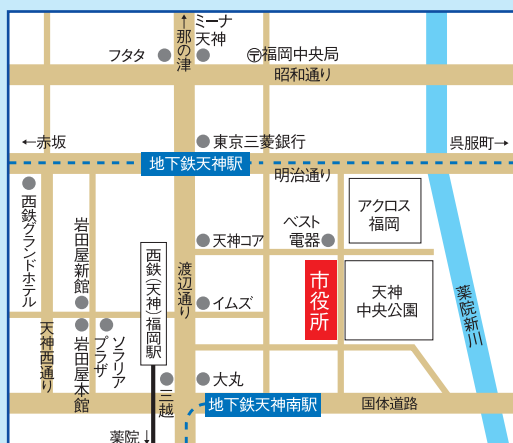 ミーナ
天神
↑那の津
フタタ
〒福岡中央局
昭和通り
←赤坂
東京三菱銀行
呉服町→
地下鉄天神駅
明治通り
西鉄グランドホテル
アクロス
福岡
岩田屋新館
西鉄(天神)福岡駅
渡辺通り
天神コア
ベスト
電器
市役所
天神
中央公園
薬院新川
イムズ
天神西通り
岩田屋本館
ソラリア
プラザ
三越
大丸
地下鉄天神南駅
国体道路
薬院↓